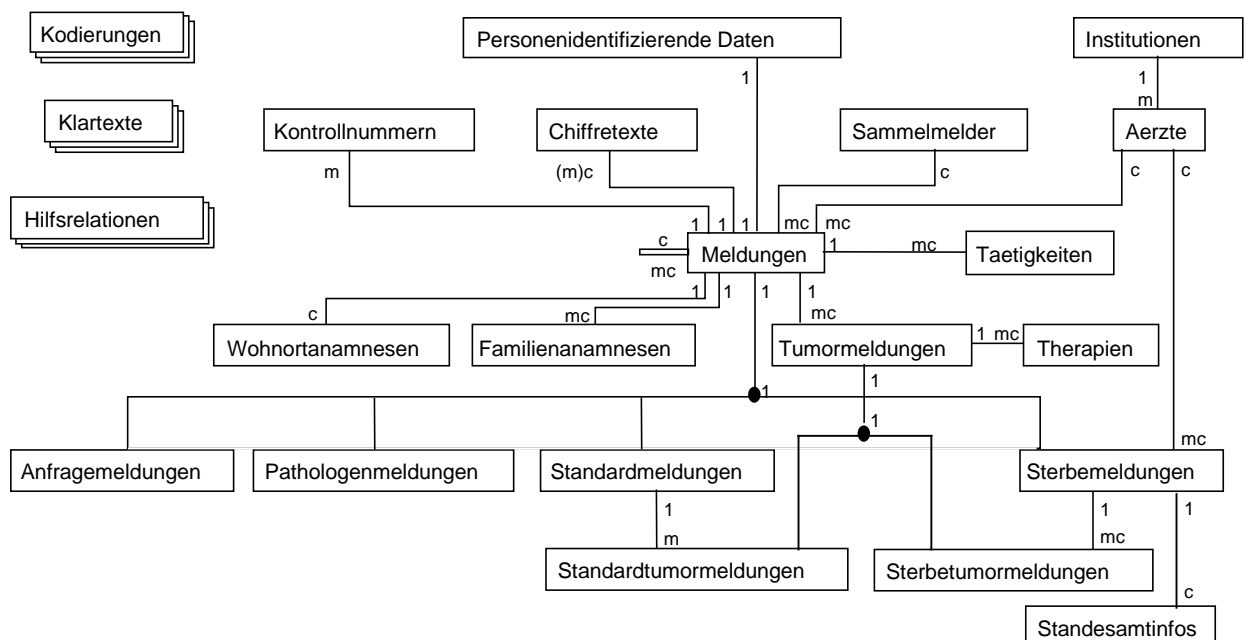 Kodierungen
Personenidentifizierende Daten
Institutionen
1
1
m
Klartexte
Kontrollnummern
Chiffretexte
Sammelmelder
Aerzte
m
(m)c
c
c
c
Hilfsrelationen
1
1
1
mc
mc
c
mc
Meldungen
1
mc
Taetigkeiten
1
1
1
1
c
mc
mc
Wohnortanamnesen
Familienanamnesen
Tumormeldungen
1
mc
Therapien
1
1
1
mc
Anfragemeldungen
Pathologenmeldungen
Standardmeldungen
Sterbemeldungen
1
1
1
m
mc
Standardtumormeldungen
Sterbetumormeldungen
c
Standesamtinfos